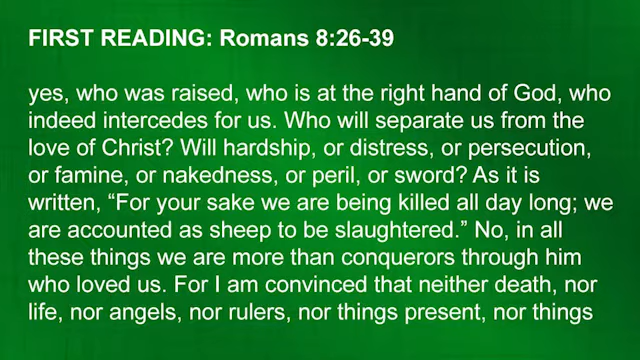 FIRST READING: Romans 8:26-39
yes, who was raised, who is at the right hand of God, who
indeed intercedes for us. Who will separate us from the
love of Christ? Will hardship, or distress, or persecution,
or famine, or nakedness, or peril, or sword? As it is
written, “For your sake we are being killed all day long; we
are accounted as sheep to be slaughtered.” No, in all
these things we are more than conquerors through him
who loved us. For I am convinced that neither death, nor
life, nor angels, nor rulers, nor things present, nor things